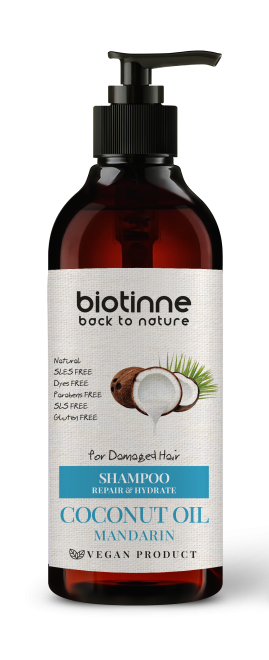 biotinne
back to nature
Natural
SLES FREE
Dyes FREE
Parabens FREE
SLS FREE
Gluten FREE
for Damaged Hair
SHAMPOO
REPAIR & HYDRATE
COCONUT OIL
MANDARIN
VEGAN PRODUCT